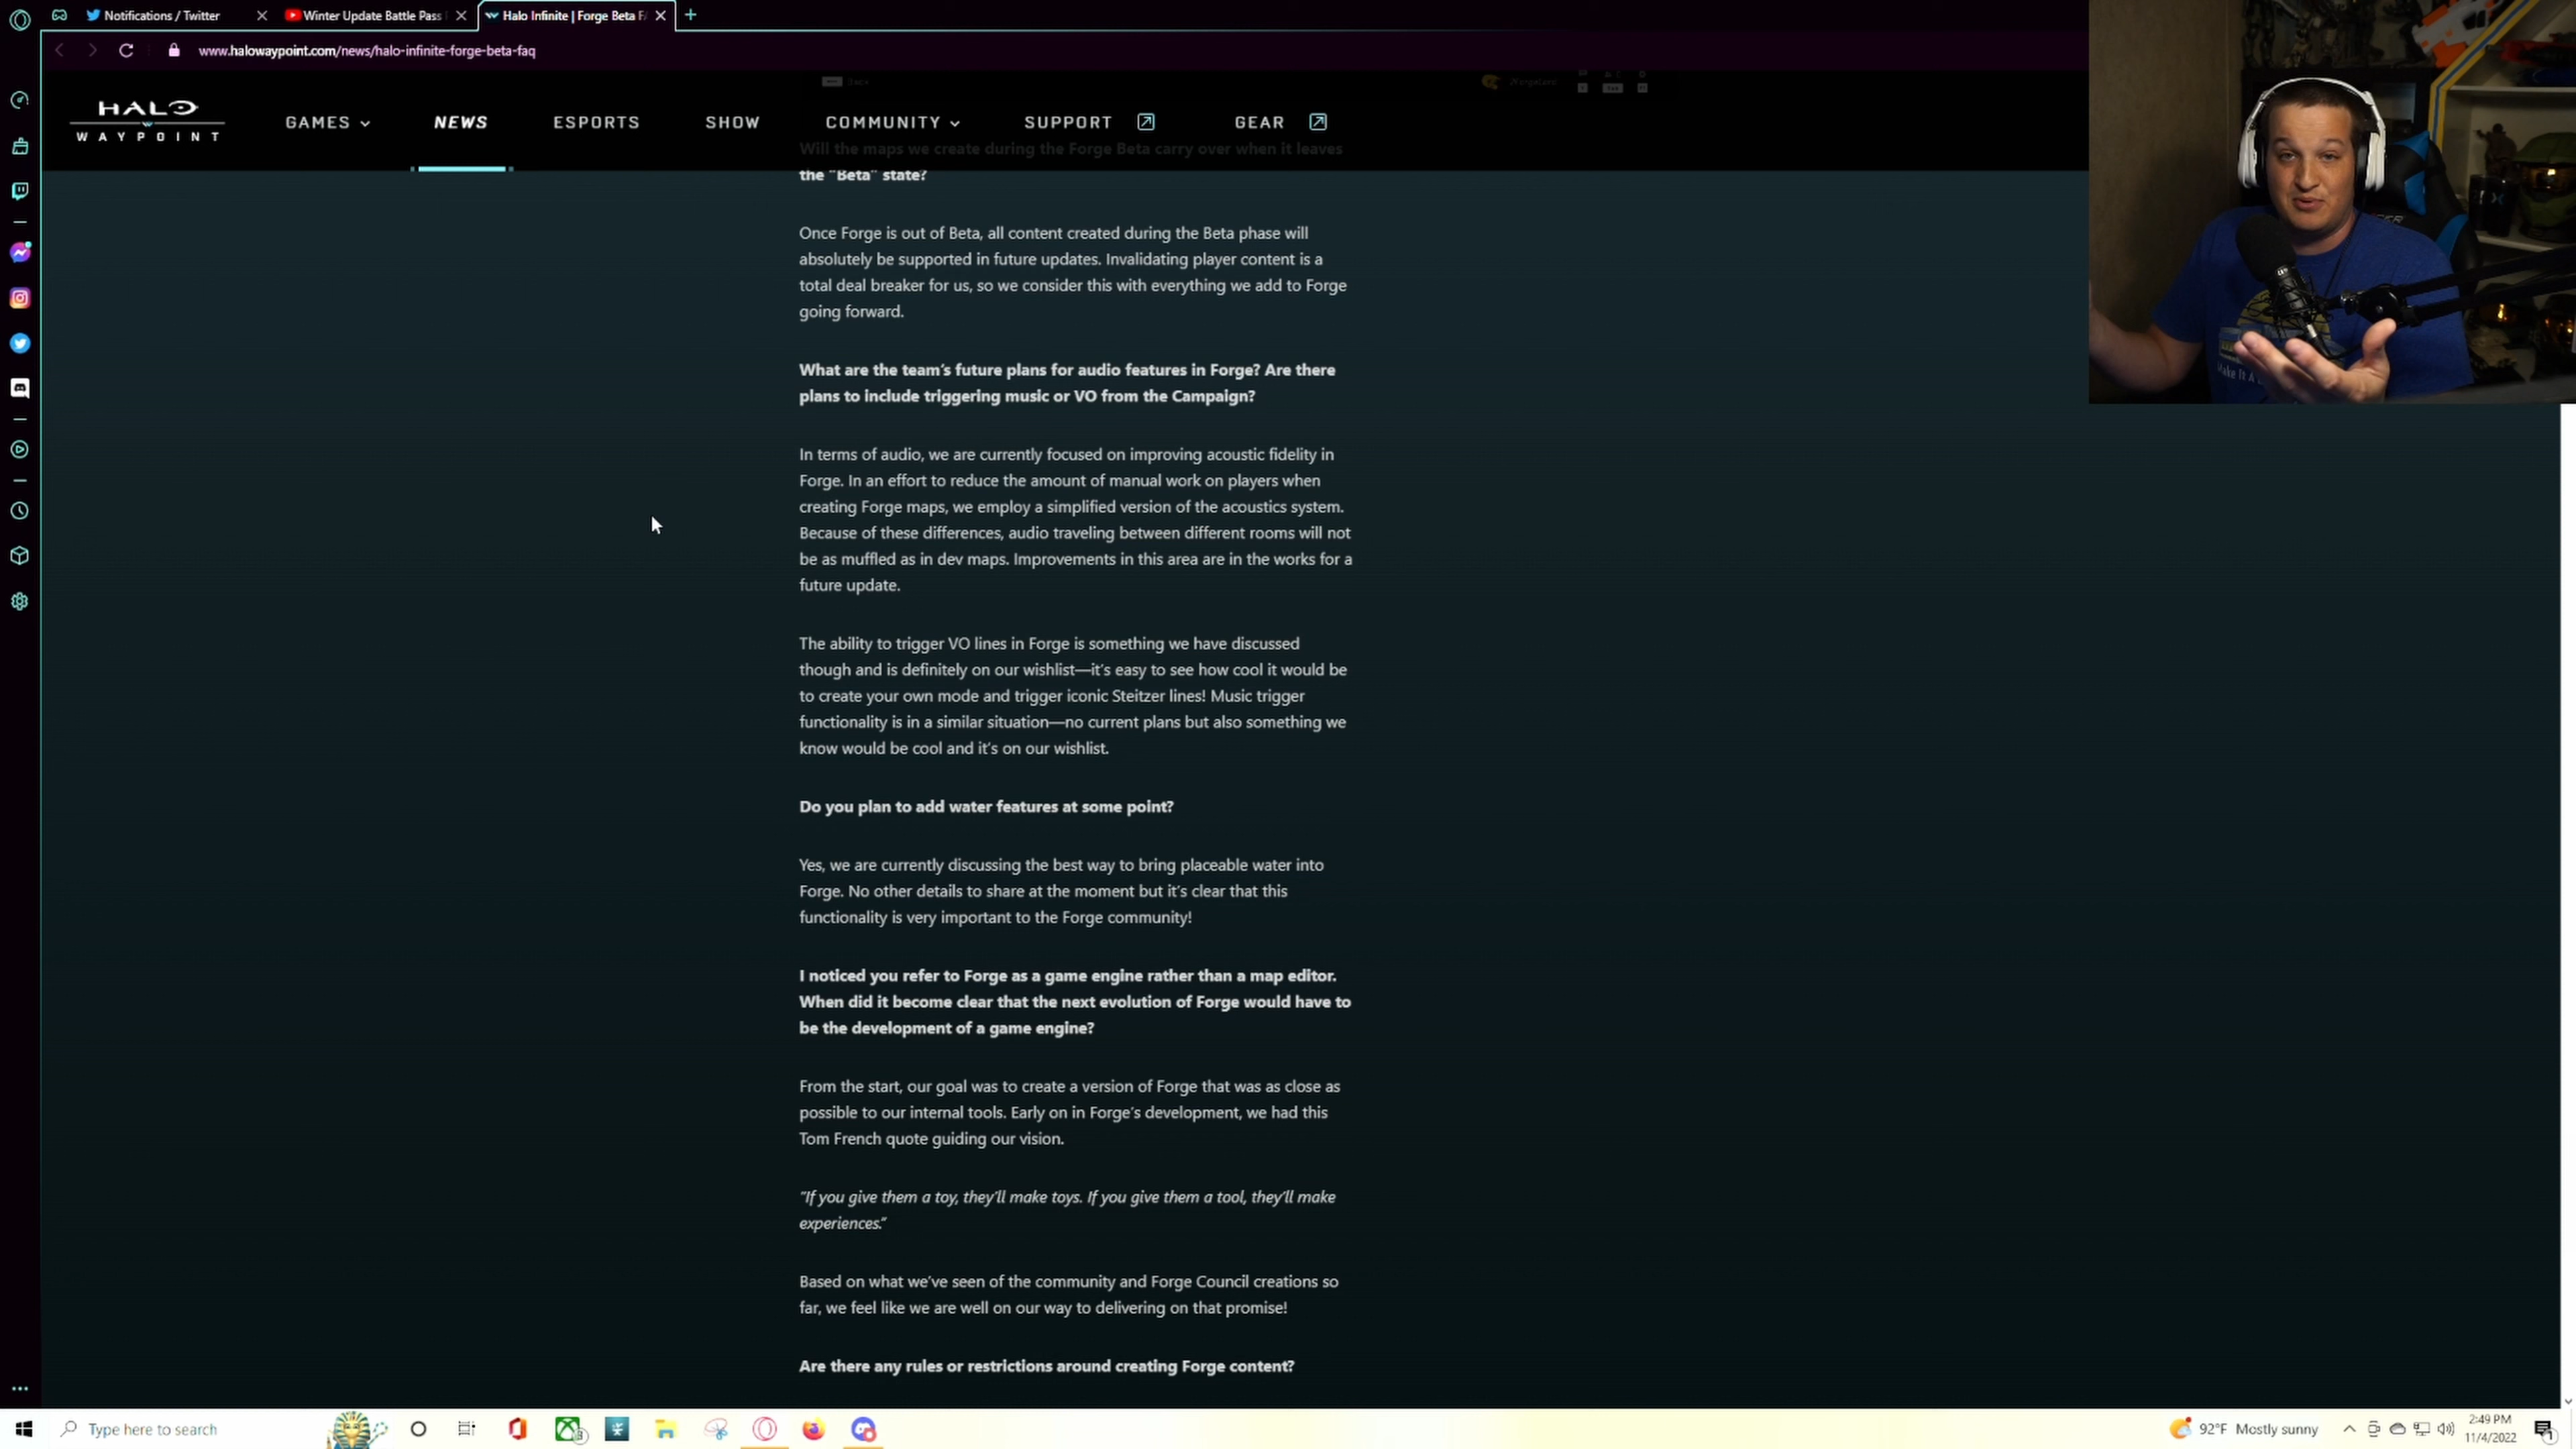 Notifications / Twitter
Winter Update Battle Pass
Halo Infinite | Forge Beta F
www.halowaypoint.com/news/halo-infinite-forge-beta-faq
HALO
WAYPOINT
GAMES
NEWS
ESPORTS
SHOW
COMMUNITY
SUPPORT
GEAR
Will the maps we create during the Forge Beta carry over when it leaves
the "Beta" state?
Once Forge is out of Beta, all content created during the Beta phase will
absolutely be supported in future updates. Invalidating player content is a
total deal breaker for us, so we consider this with everything we add to Forge
going forward.
What are the team's future plans for audio features in Forge? Are there
plans to include triggering music or VO from the Campaign?
In terms of audio, we are currently focused on improving acoustic fidelity in
Forge. In an effort to reduce the amount of manual work on players when
creating Forge maps, we employ a simplified version of the acoustics system.
Because of these differences, audio traveling between different rooms will not
be as muffled as in dev maps. Improvements in this area are in the works for a
future update.
The ability to trigger VO lines in Forge is something we have discussed
though and is definitely on our wishlist—it's easy to see how cool it would be
to create your own mode and trigger iconic Steitzer lines! Music trigger
functionality is in a similar situation—no current plans but also something we
know would be cool and it's on our wishlist.
Do you plan to add water features at some point?
Yes, we are currently discussing the best way to bring placeable water into
Forge. No other details to share at the moment but it's clear that this
functionality is very important to the Forge community!
I noticed you refer to Forge as a game engine rather than a map editor.
When did it become clear that the next evolution of Forge would have to
be the development of a game engine?
From the start, our goal was to create a version of Forge that was as close as
possible to our internal tools. Early on in Forge's development, we had this
Tom French quote guiding our vision.
"If you give them a toy, they'll make toys. If you give them a tool, they'll make
experiences."
Based on what we've seen of the community and Forge Council creations so
far, we feel like we are well on our way to delivering on that promise!
Are there any rules or restrictions around creating Forge content?
Type here to search
92°F Mostly sunny
2:49 PM
11/4/2022